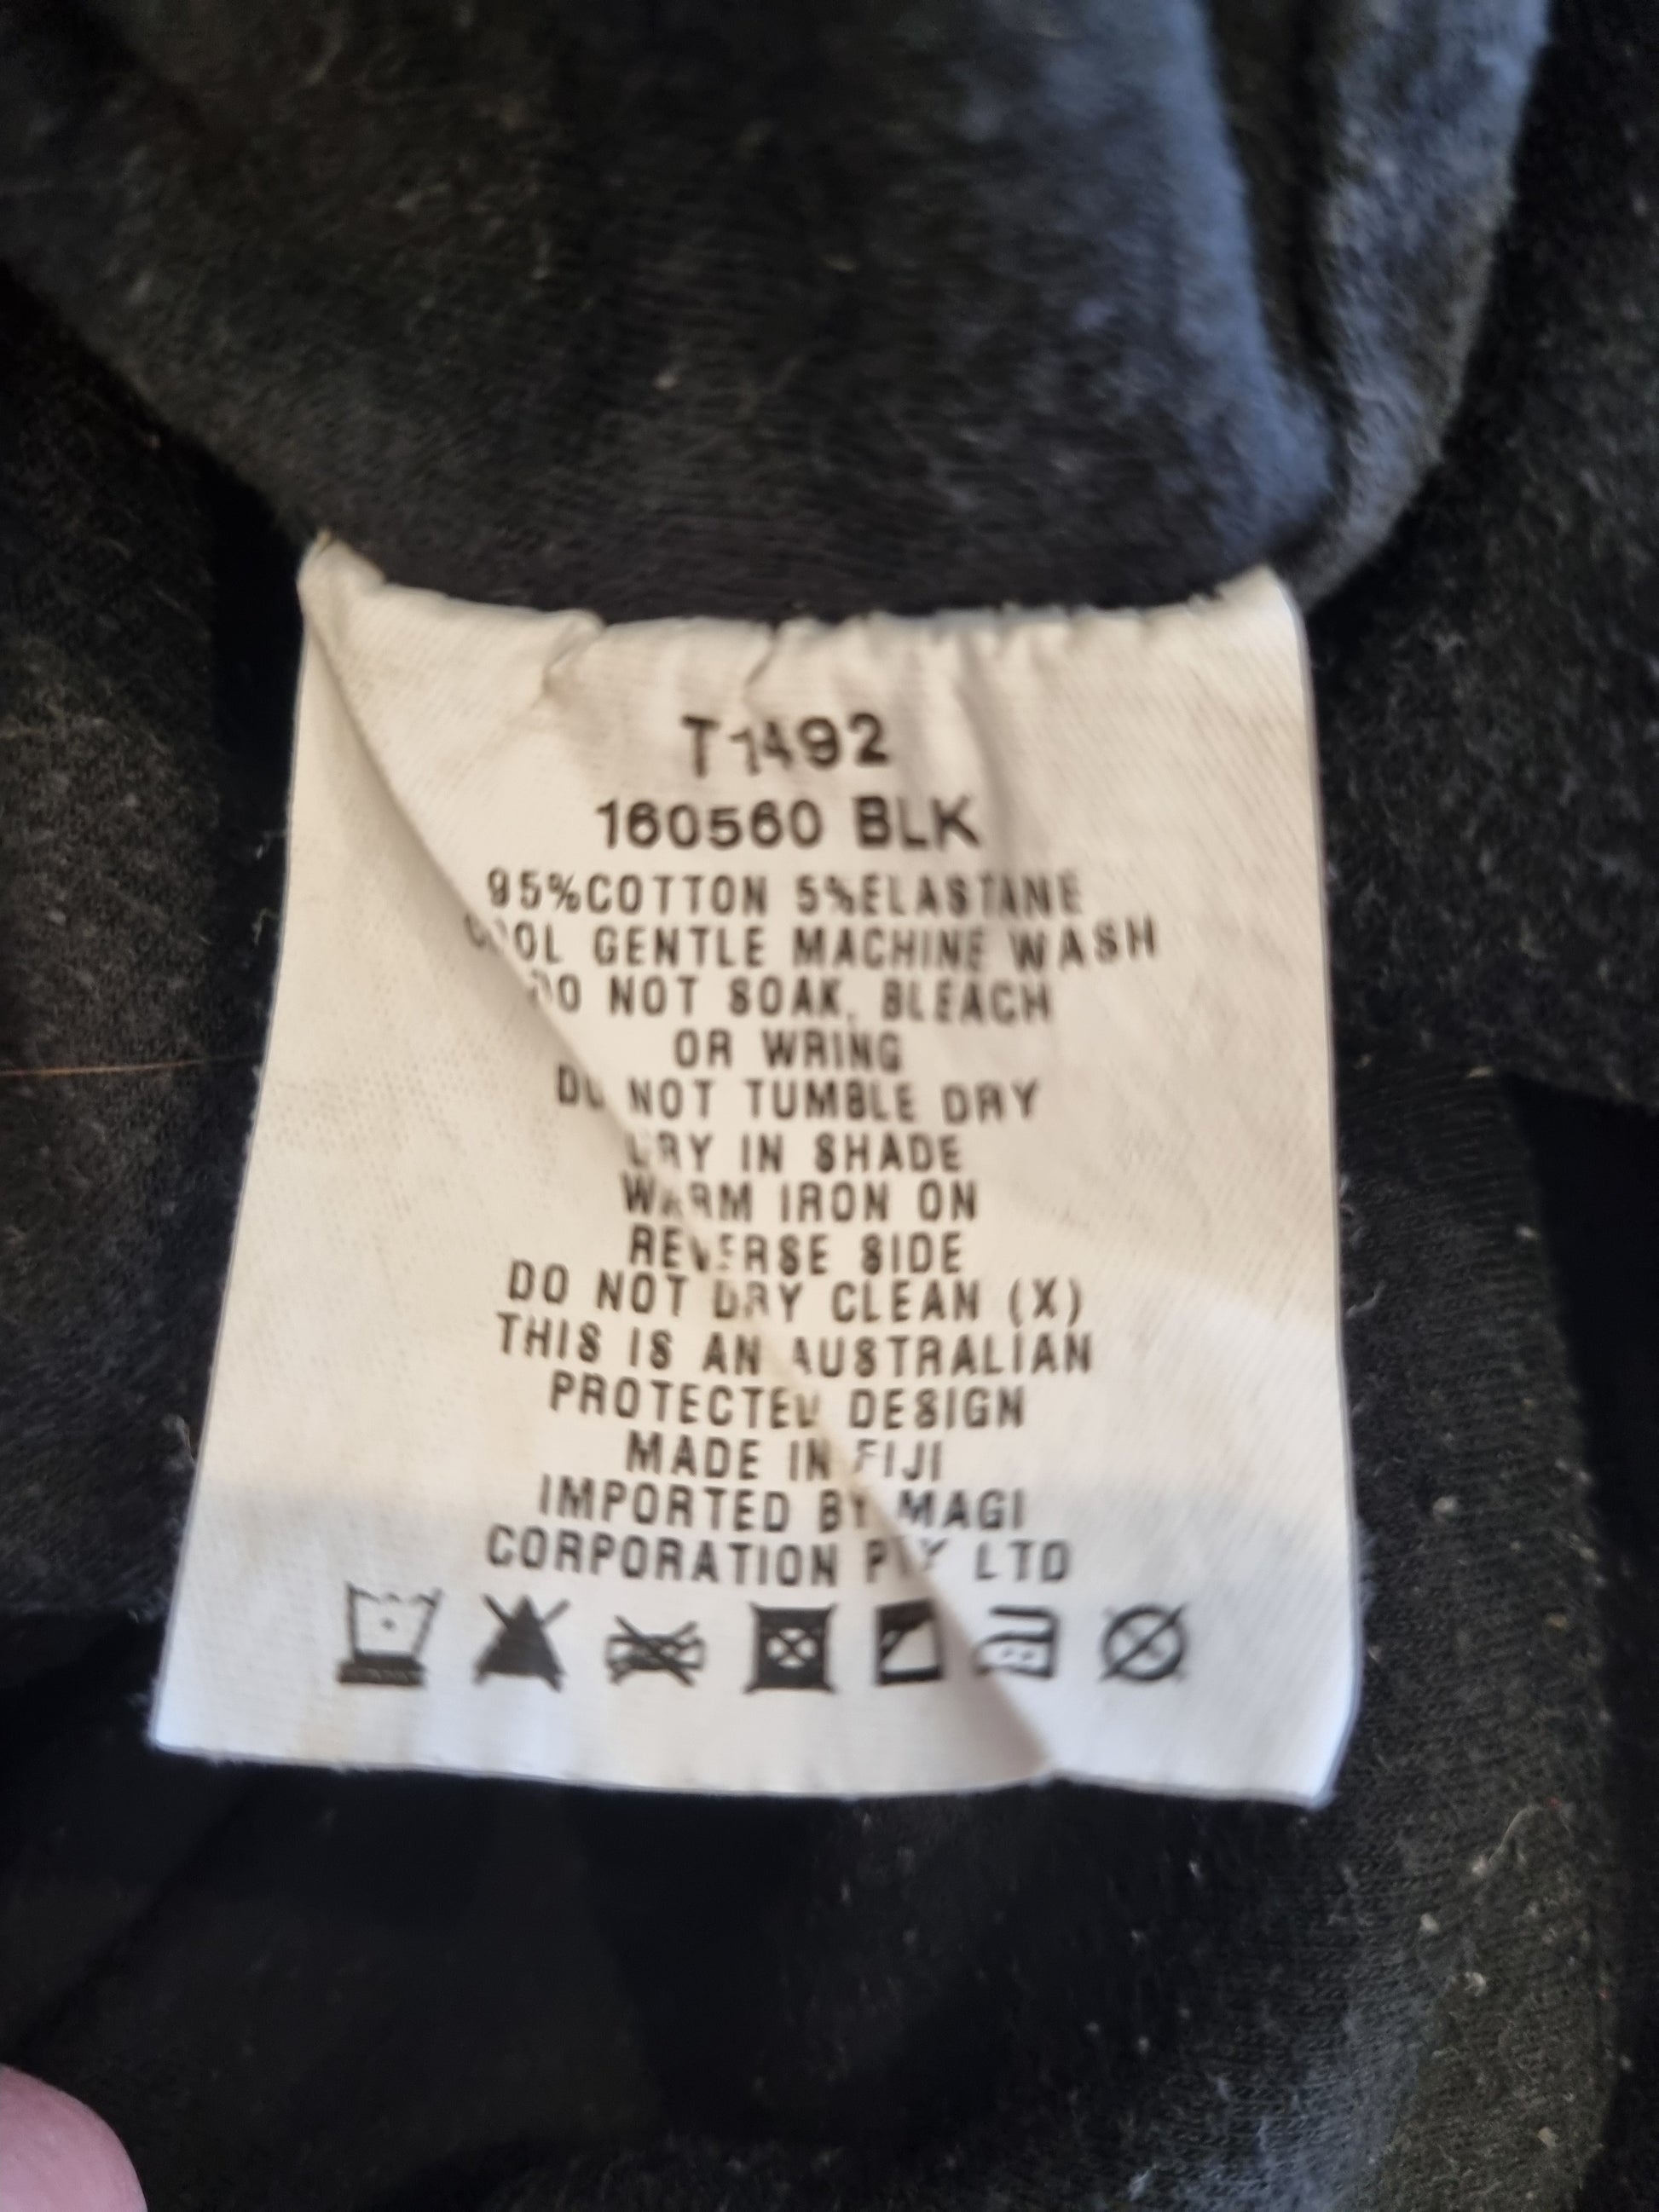 T1492
160560 BLK
95%COTTON 5%ELASTANE
COOL GENTLE MACHINE WASH
DO NOT SOAK, BLEACH
OR WRING
DO NOT TUMBLE DRY
DRY IN SHADE
WARM IRON ON
REVERSE SIDE
DO NOT DRY CLEAN (X)
THIS IS AN AUSTRALIAN
PROTECTED DESIGN
MADE IN FIJI
IMPORTED BY MAGI
CORPORATION PTY LTD